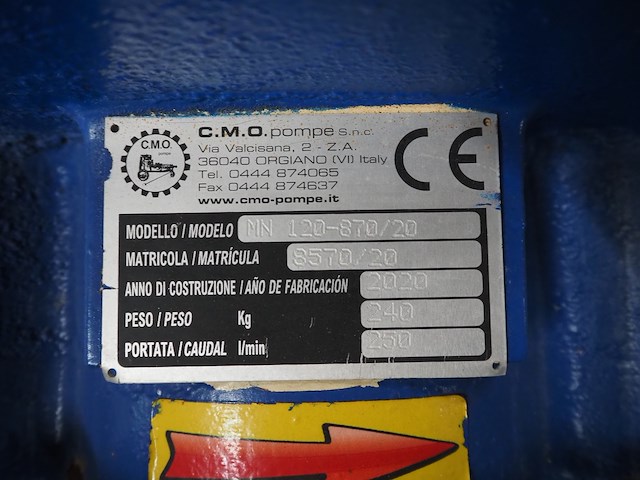 C.M.O.
pompe
C.M.O. pompe s.n.c.
Via Valcisana, 2 - Z.A.
36040 ORGIANO (VI) Italy
Tel. 0444 874065
Fax 0444 874637
www.cmo-pompe.it
CE
MODELLO / MODELO MN 120-870/20
MATRICOLA / MATRÍCULA 8570/20
ANNO DI COSTRUZIONE / AÑO DE FABRICACIÓN 2020
PESO / PESO Kg 240
PORTATA / CAUDAL l/min 250